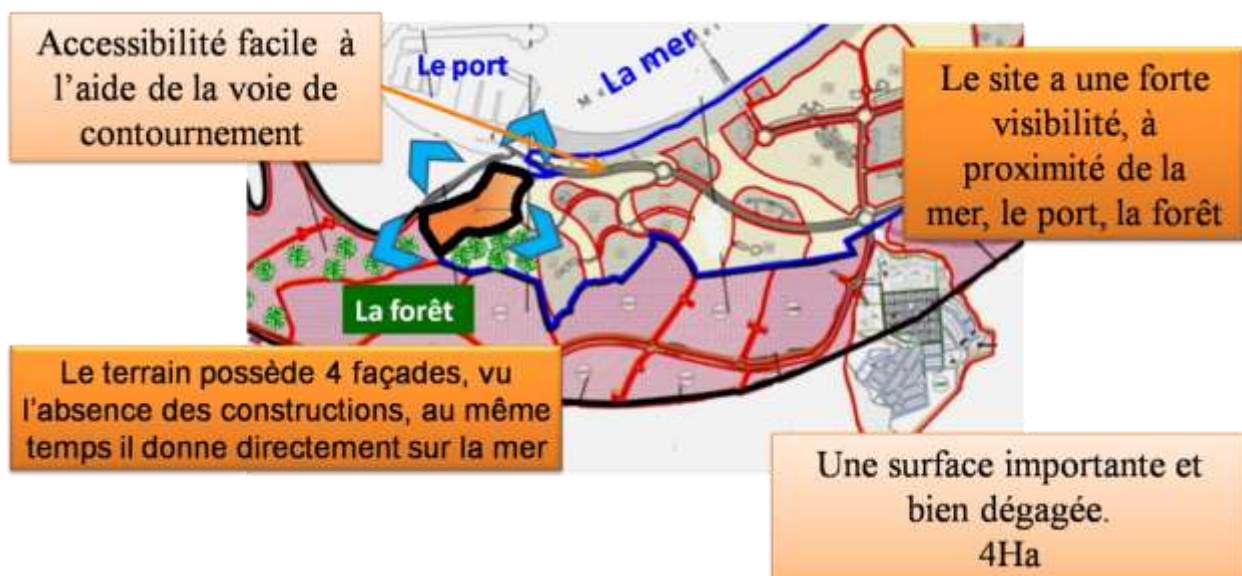 Accessibilité facile à
l’aide de la voie de
contournement
Le port
La mer
Le site a une forte
visibilité, à
proximité de la
mer, le port, la forêt
La forêt
Le terrain possède 4 façades, vu
l’absence des constructions, au même
temps il donne directement sur la mer
Une surface importante et
bien dégagée.
4Ha